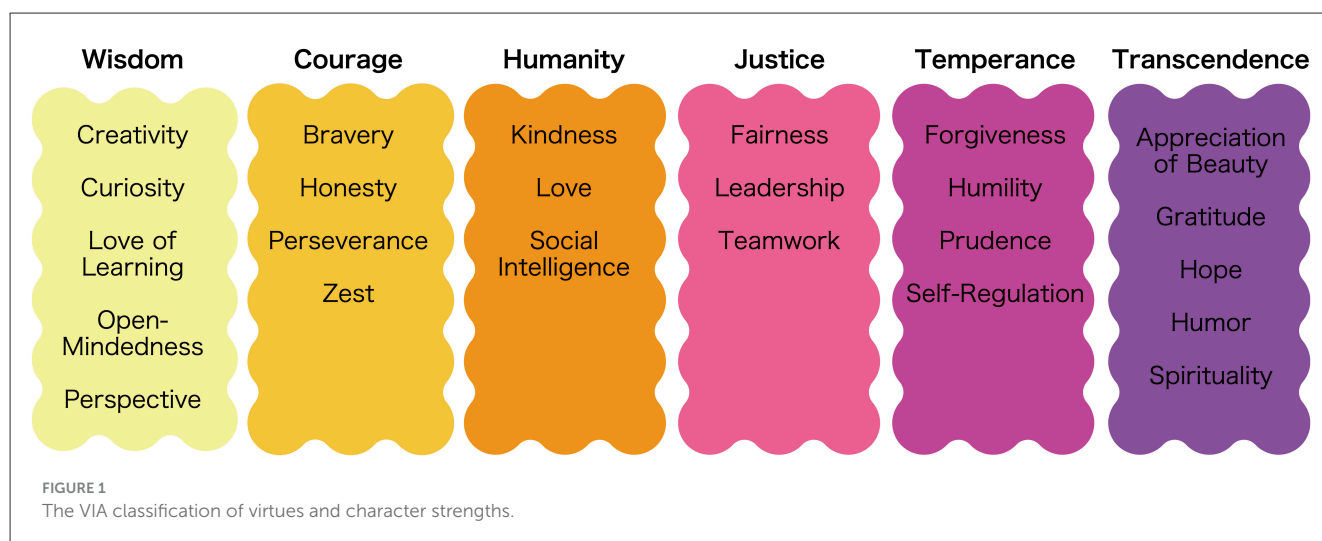 Wisdom
Creativity
Curiosity
Love of
Learning
Open-
Mindedness
Perspective
Courage
Bravery
Honesty
Perseverance
Zest
Humanity
Kindness
Love
Social
Intelligence
Justice
Fairness
Leadership
Teamwork
Temperance
Forgiveness
Humility
Prudence
Self-Regulation
Transcendence
Appreciation
of Beauty
Gratitude
Hope
Humor
Spirituality
FIGURE 1
The VIA classification of virtues and character strengths.